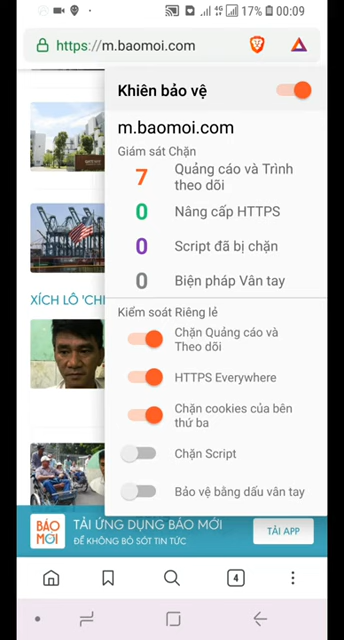 4G
17%
00:09
https://m.baomoi.com
Khiên bảo vệ
m.baomoi.com
Giám sát Chặn
7 Quảng cáo và Trình
theo dõi
0 Nâng cấp HTTPS
0 Script đã bị chặn
0 Biện pháp Vân tay
XÍCH LÔ 'CHI
Kiểm soát Riêng lẻ
Chặn Quảng cáo và
Theo dõi
HTTPS Everywhere
Chặn cookies của bên
thứ ba
Chặn Script
Bảo vệ bằng dấu vân tay
BÁO
MỚI
TẢI ỨNG DỤNG BÁO MỚI
ĐỂ KHÔNG BỎ SÓT TIN TỨC
TẢI APP
4